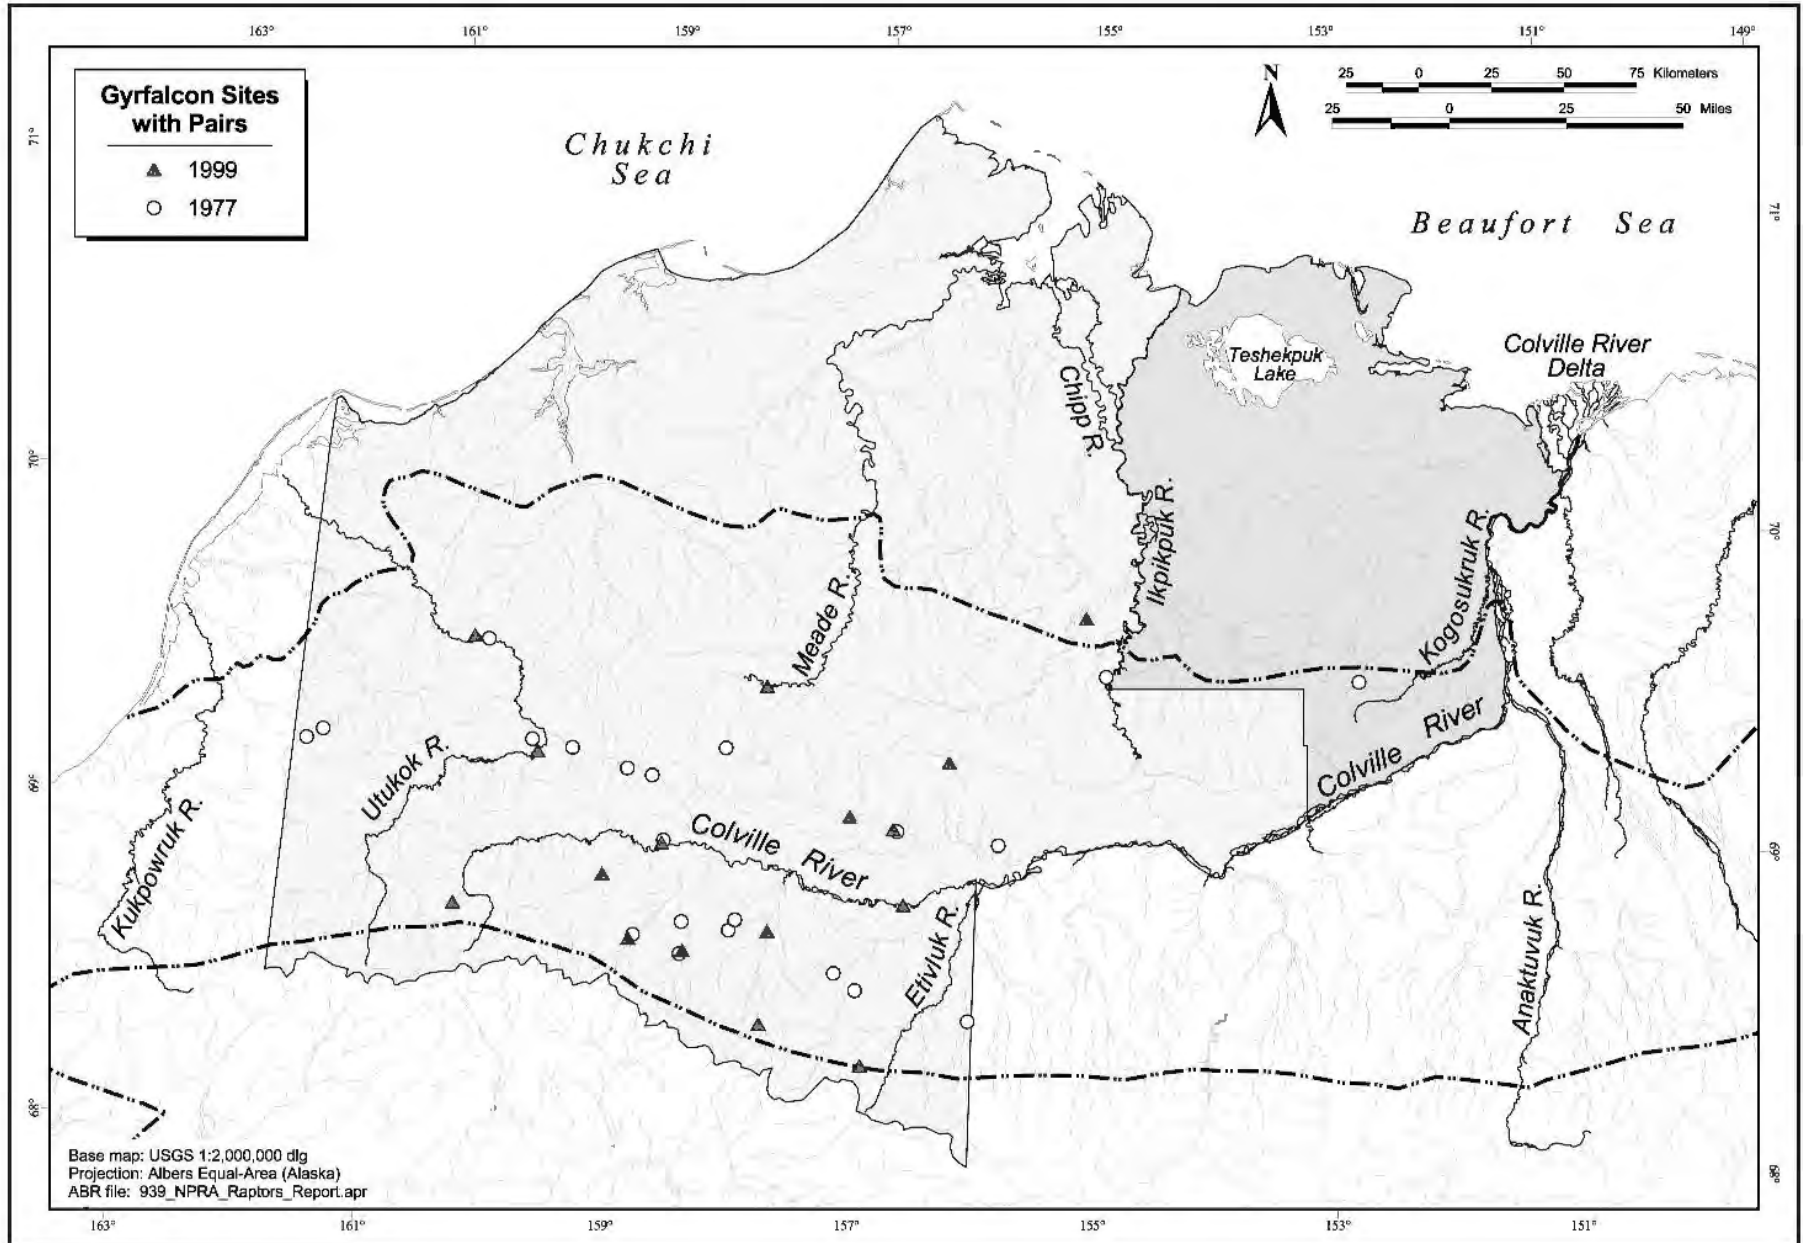 163° 161° 159° 157° 155° 153° 151° 149°
Gyrfalcon Sites
with Pairs
1999
1977
Chukchi
Sea
N
25 0 25 50 75 Kilometers
25 0 25 50 Miles
71°
71°
Beaufort Sea
Teshekpuk
Lake
Colville River
Delta
Chipp R.
70°
70°
Ikpikpuk R.
Kogosukruk R.
Meade R.
Utukok R.
Colville River
69°
69°
Kukpowruk R.
Colville River
Etivluk R.
Anaktuvuk R.
68°
68°
Base map: USGS 1:2,000,000 dlg
Projection: Albers Equal-Area (Alaska)
ABR file: 939_NPRA_Raptors_Report.apr
163° 161° 159° 157° 155° 153° 151°